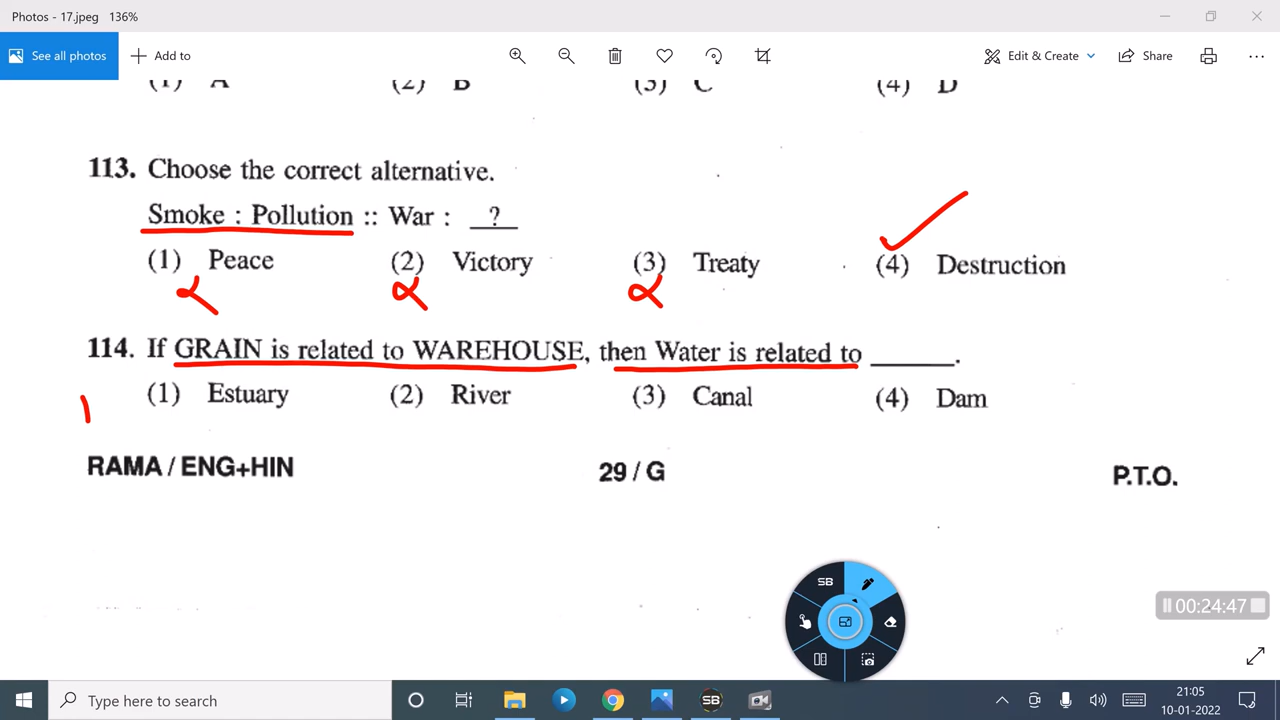 Photos - 17.jpeg 136%
See all photos
Add to
Edit & Create
Share
(1) A (2) B (3) C (4) D
113. Choose the correct alternative.
Smoke : Pollution :: War : ?
(1) Peace (2) Victory (3) Treaty (4) Destruction
114. If GRAIN is related to WAREHOUSE, then Water is related to ______.
(1) Estuary (2) River (3) Canal (4) Dam
RAMA / ENG+HIN 29 / G P.T.O.
SB
00:24:47
Type here to search
SB
21:05
10-01-2022